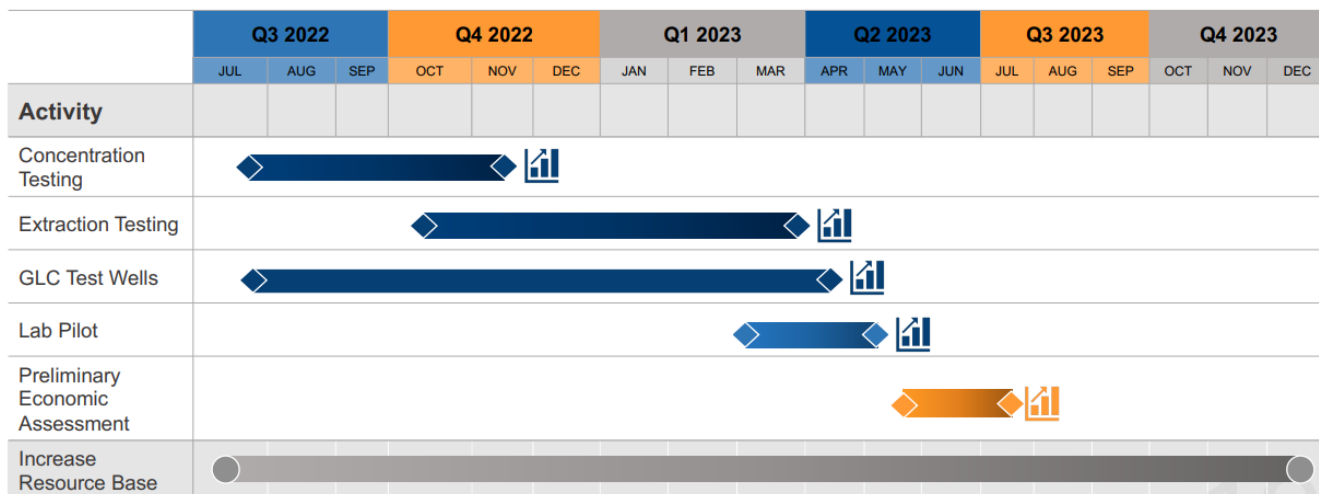 Q3 2022 Q4 2022 Q1 2023 Q2 2023 Q3 2023 Q4 2023
JUL AUG SEP OCT NOV DEC JAN FEB MAR APR MAY JUN JUL AUG SEP OCT NOV DEC
Activity
Concentration
Testing
Extraction Testing
GLC Test Wells
Lab Pilot
Preliminary
Economic
Assessment
Increase
Resource Base